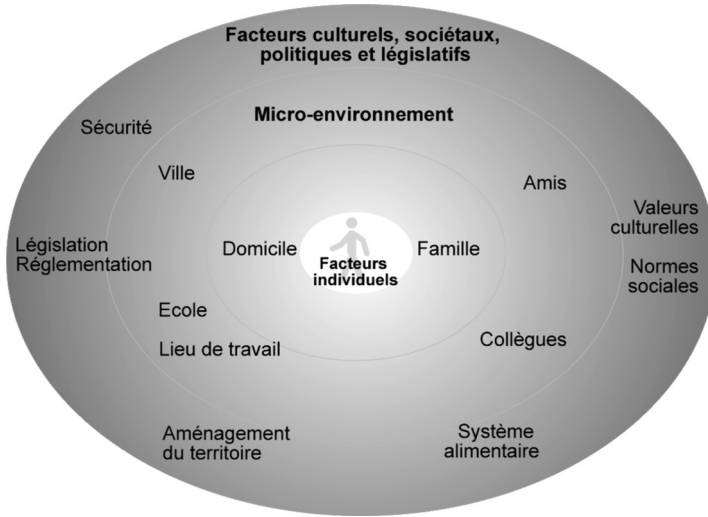 Facteurs culturels, sociétaux,
politiques et législatifs
Micro-environnement
Sécurité
Ville
Amis
Valeurs
culturelles
Législation
Réglementation
Domicile
Famille
Facteurs
individuels
Normes
sociales
Ecole
Lieu de travail
Collègues
Aménagement
du territoire
Système
alimentaire